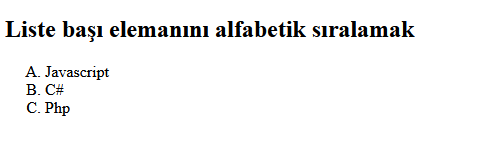 Liste başı elemanını alfabetik sıralamak
A. Javascript
B. C#
C. Php